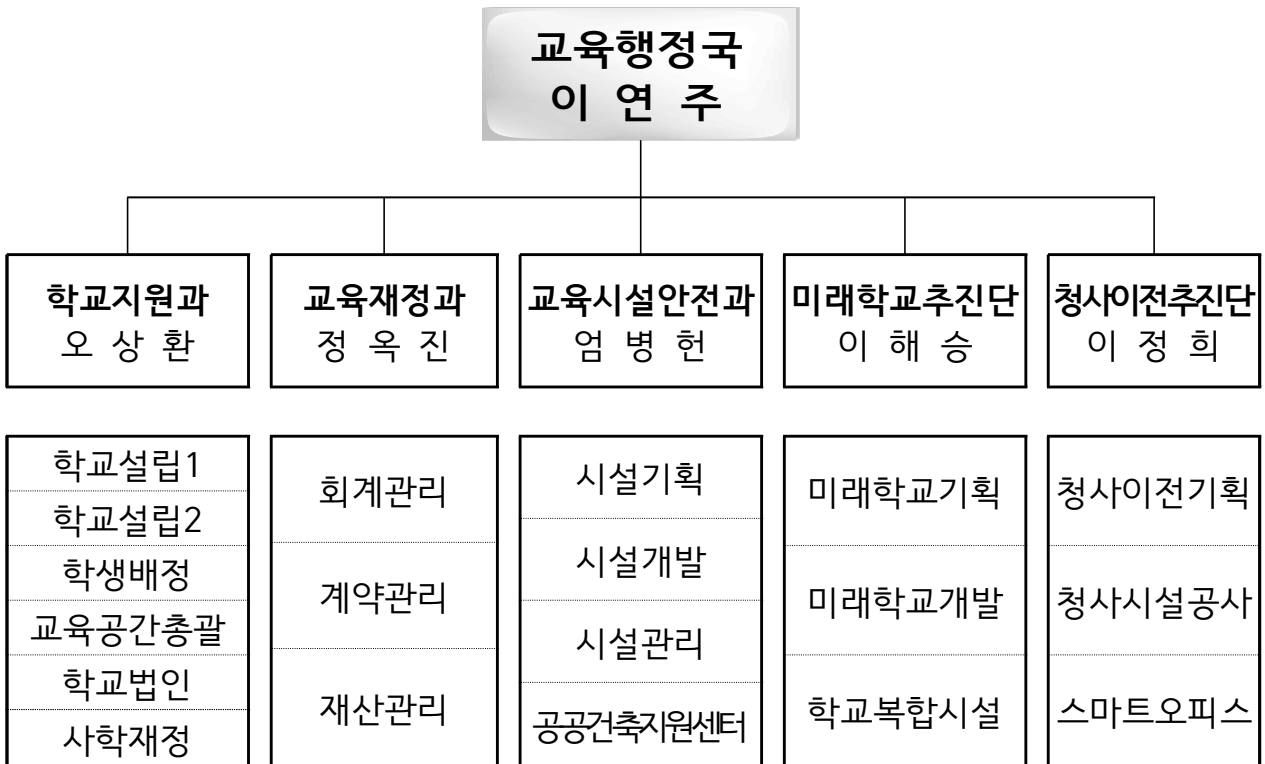 교육행정국
이 연 주
학교지원과
오 상 환
교육재정과
정 옥 진
교육시설안전과
엄 병 헌
미래학교추진단
이 해 승
청사이전추진단
이 정 희
학교설립1
학교설립2
학생배정
교육공간총괄
학교법인
사학재정
회계관리
계약관리
재산관리
시설기획
시설개발
시설관리
공공건축지원센터
미래학교기획
미래학교개발
학교복합시설
청사이전기획
청사시설공사
스마트오피스